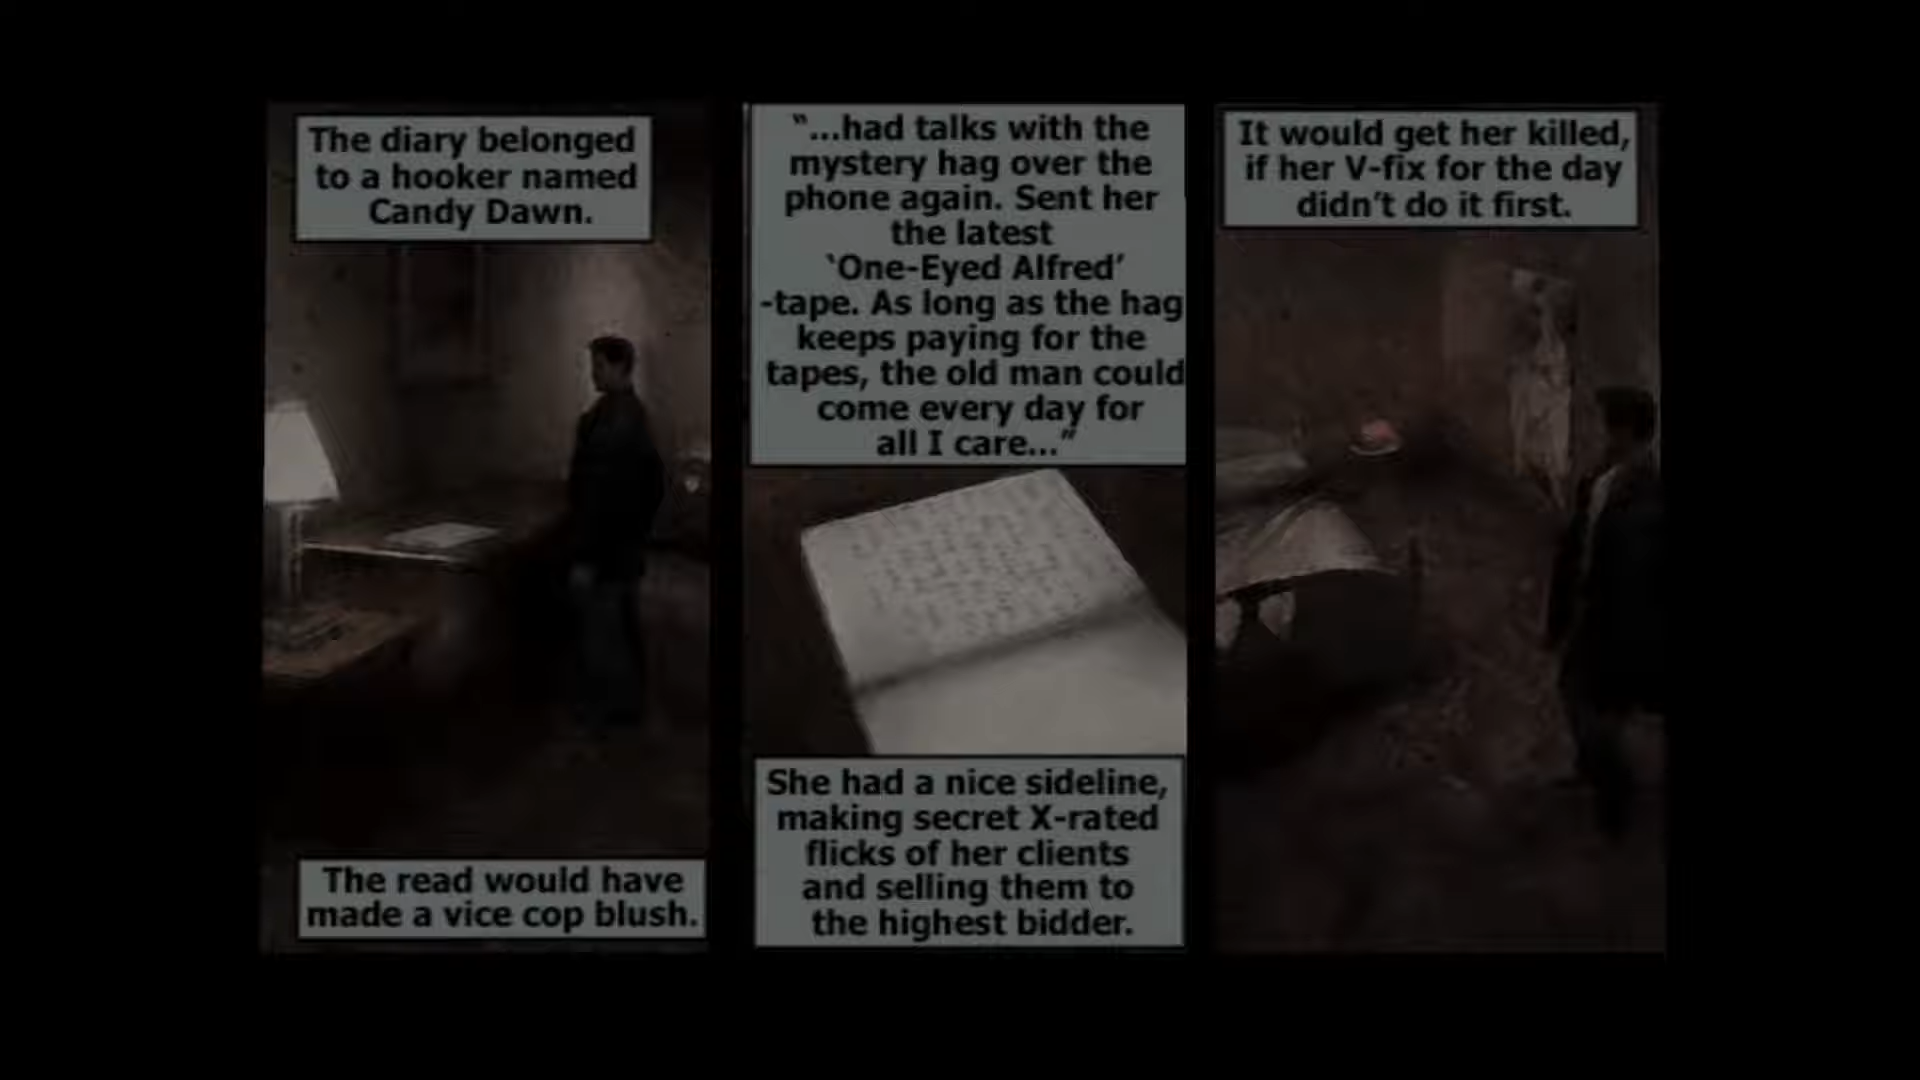 The diary belonged
to a hooker named
Candy Dawn.
The read would have
made a vice cop blush.
"...had talks with the
mystery hag over the
phone again. Sent her
the latest
'One-Eyed Alfred'
-tape. As long as the hag
keeps paying for the
tapes, the old man could
come every day for
all I care..."
She had a nice sideline,
making secret X-rated
flicks of her clients
and selling them to
the highest bidder.
It would get her killed,
if her V-fix for the day
didn't do it first.